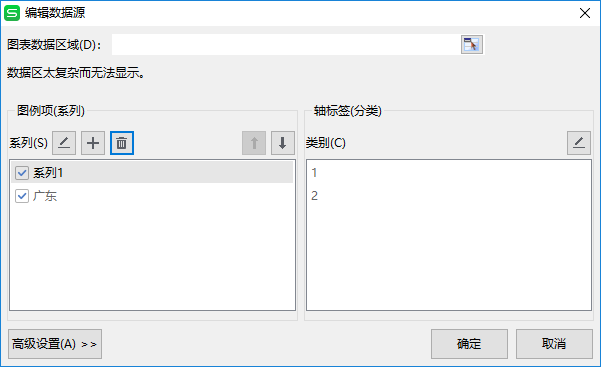 编辑数据源
图表数据区域(D):
数据区太复杂而无法显示。
图例项(系列)
系列(S)
系列1
广东
轴标签(分类)
类别(C)
1
2
高级设置(A) >>
确定
取消